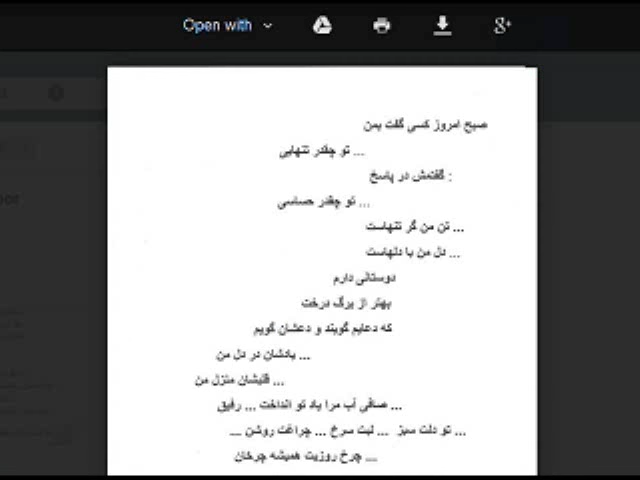 Open with
صبح امروز کسی گفت بمن
... تو چقدر تنهایی
: گفتمش در پاسخ
... تو چقدر حساسی
... تن من گر تنهاست
... دل من با دلهاست
دوستانی دارم
بهتر از برگ درخت
که دعایم گویند و دعاشان گویم
... یادشان در دل من
... قلبشان منزل من
... صافی آب مرا یاد تو انداخت ... رفیق
... تو دلت سبز ... لبت سرخ ... چراغت روشن ...
... چرخ روزیت همیشه چرخان